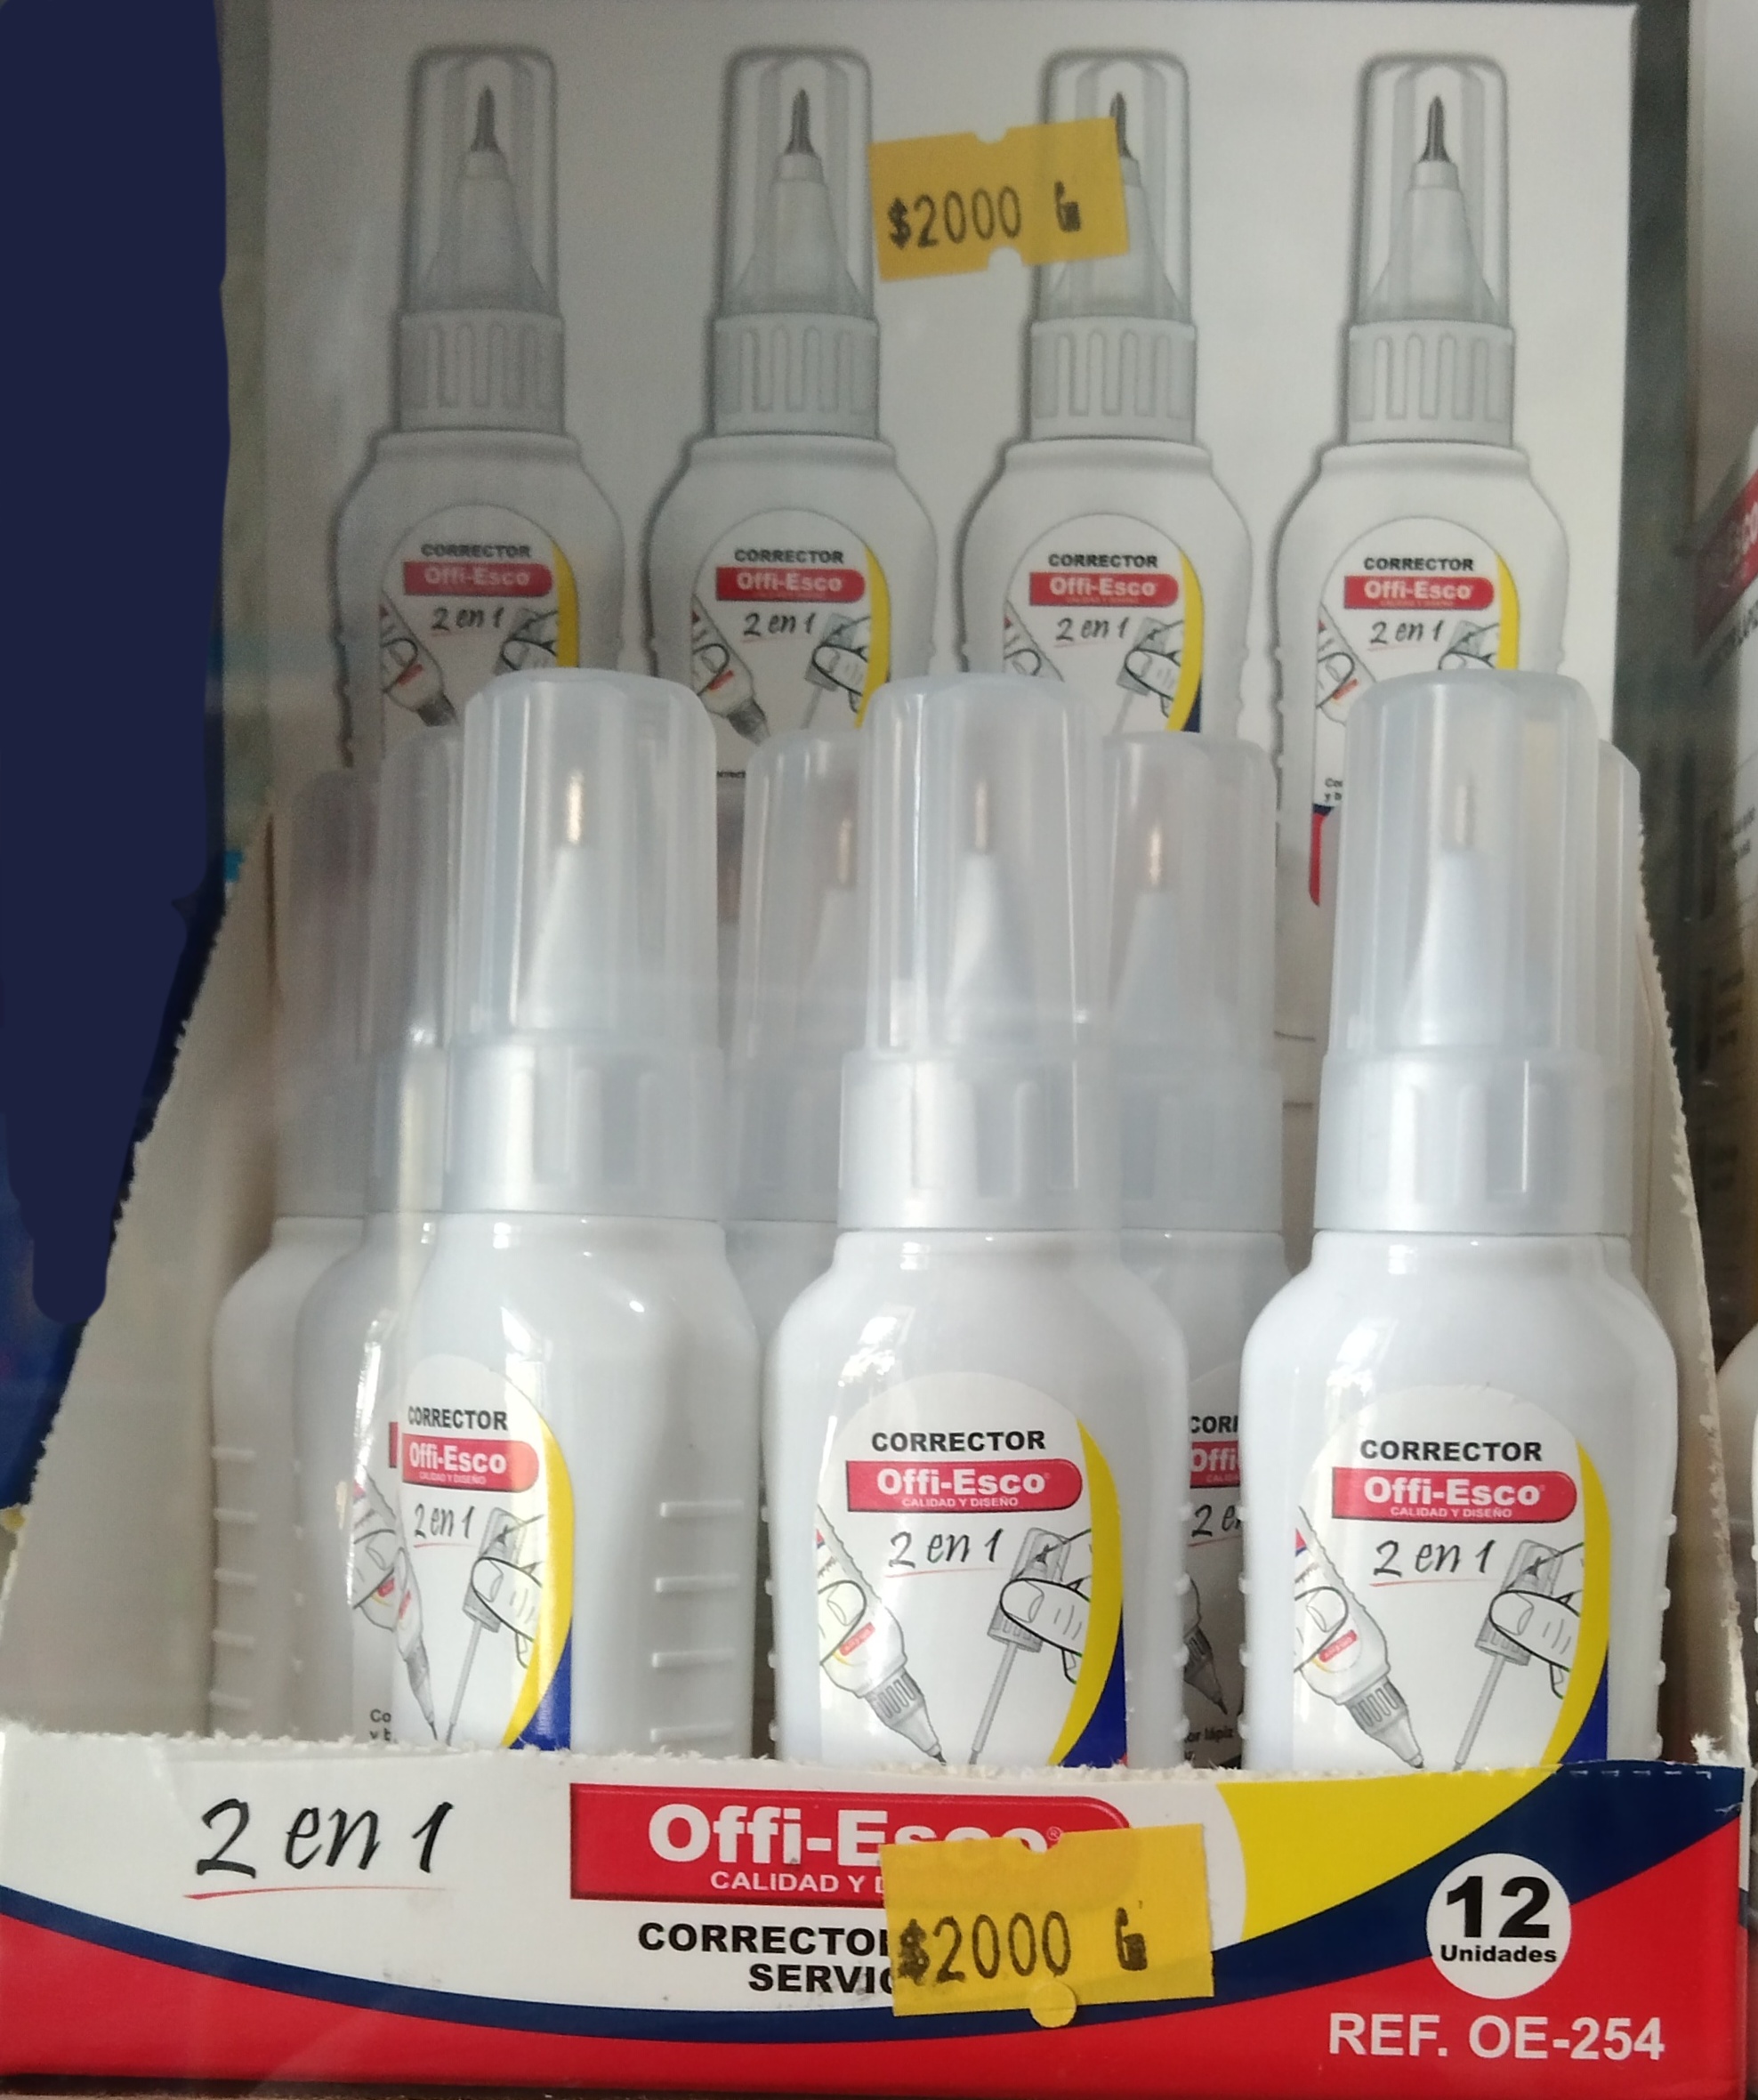 $2000 G
CORRECTOR
Offi-Esco
2 en 1
CORRECTOR
Offi-Esco
2 en 1
CORRECTOR
Offi-Esco
2 en 1
CORRECTOR
Offi-Esco
2 en 1
CORRECTOR
Offi-Esco
CALIDAD Y DISEÑO
2 en 1
CORRECTOR
Offi-Esco
CALIDAD Y DISEÑO
2 en 1
CORRECTOR
Offi-Esco
CALIDAD Y DISEÑO
2 en 1
2 en 1
Offi-Esco®
CALIDAD Y
$2000 G
12
Unidades
REF. OE-254